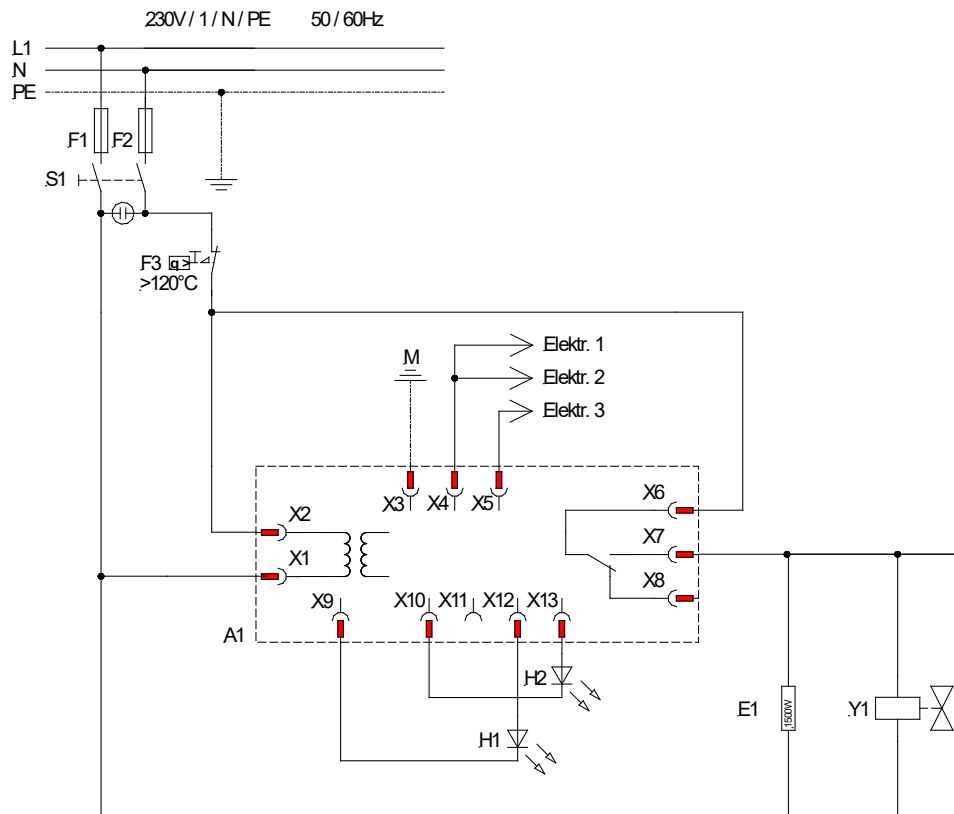 230V / 1 / N / PE 50 / 60Hz
L1
N
PE
F1 F2
S1
F3 q >
>120°C
M
Elektr. 1
Elektr. 2
Elektr. 3
X3 X4 X5
X6
X2
X7
X1
X8
X9 X10 X11 X12 X13
A1
H2
E1 1500W Y1
H1